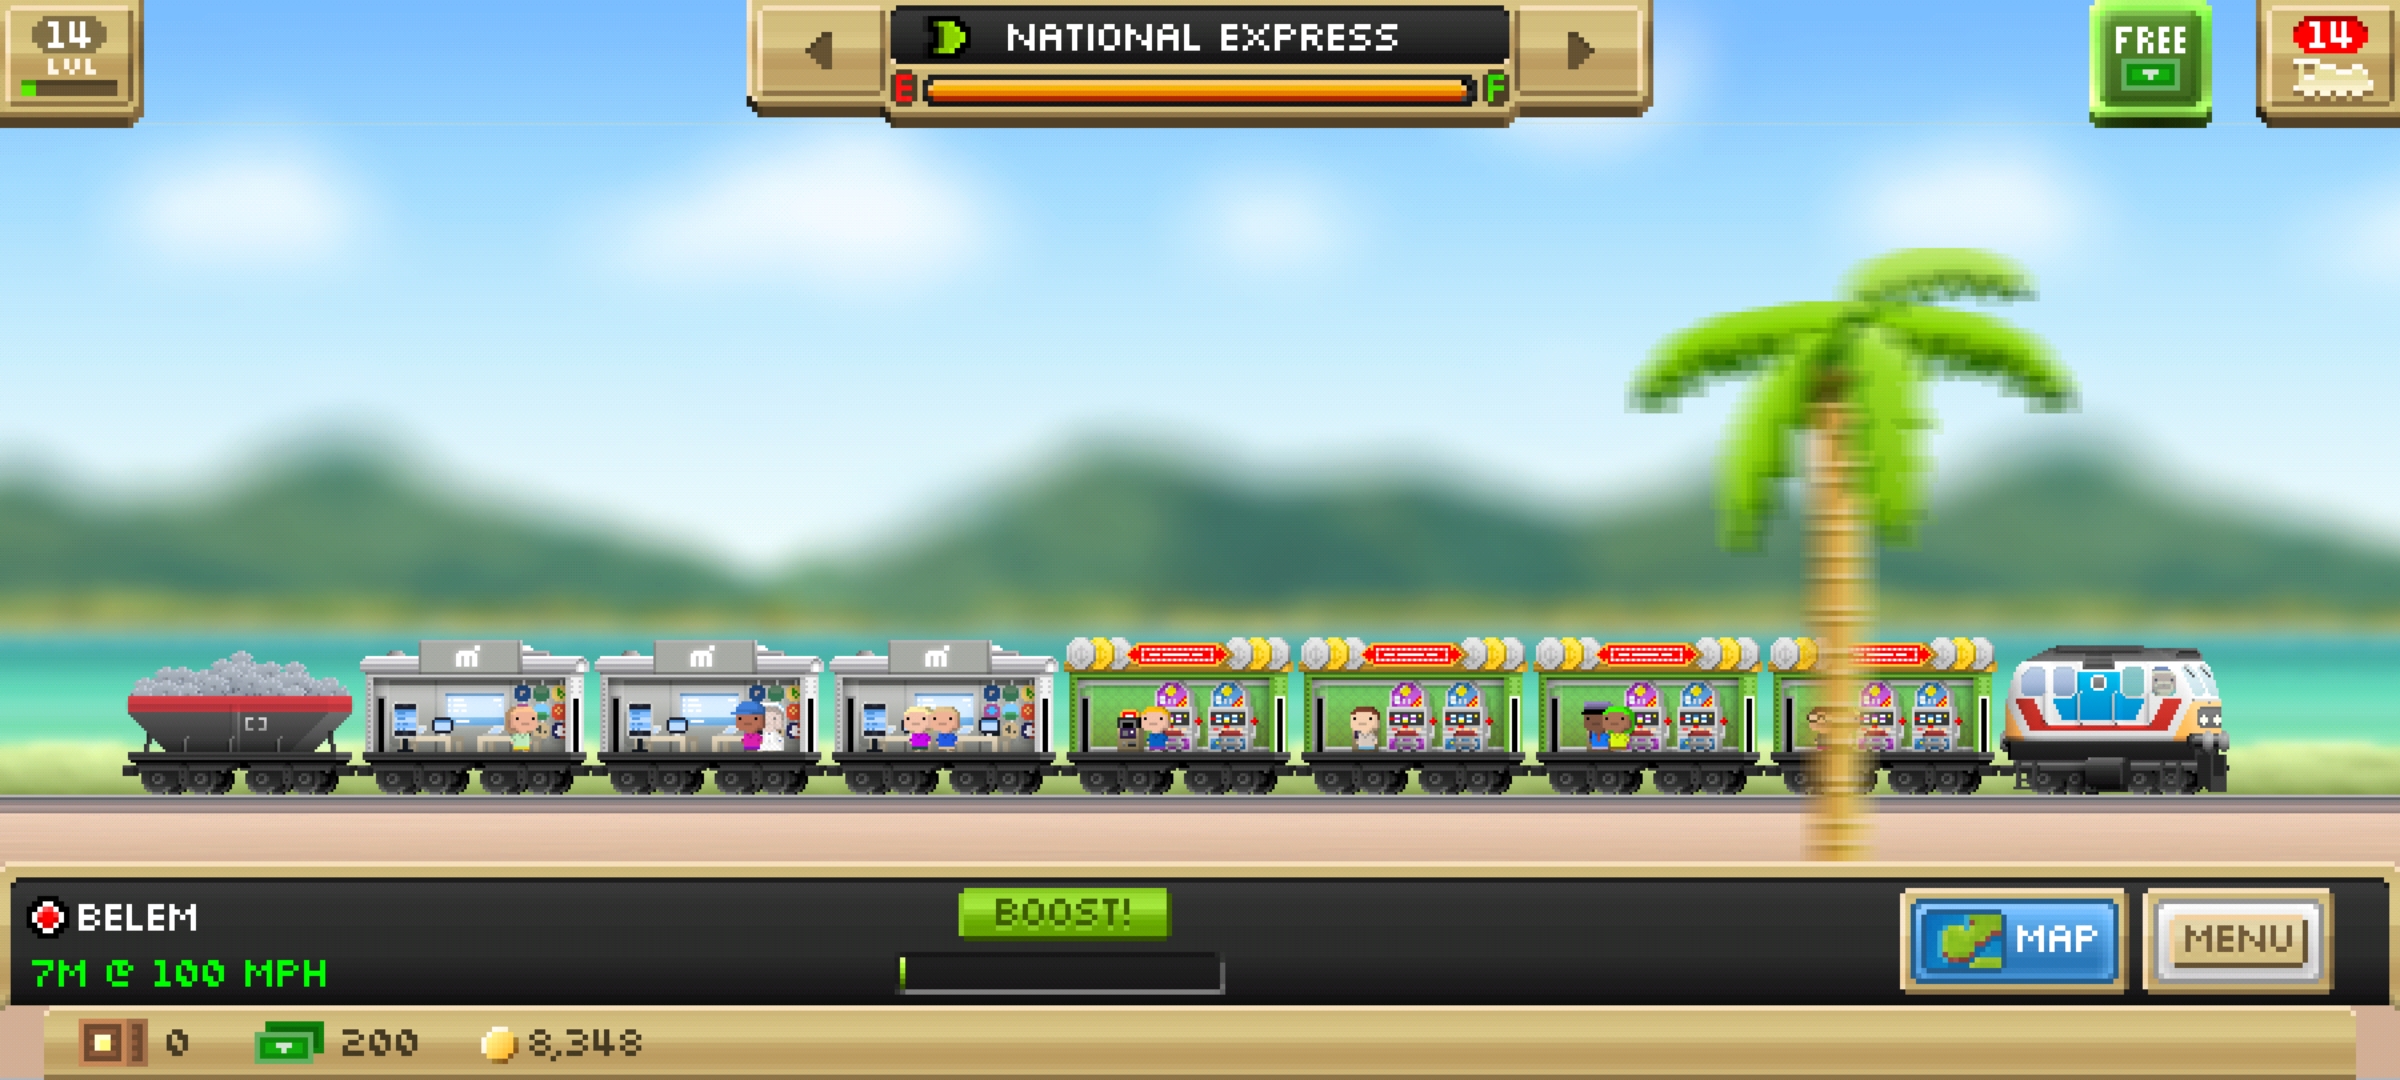 14
LVL
NATIONAL EXPRESS
E F
FREE
14
BELEM
7M @ 100 MPH
BOOST!
MAP
MENU
0 200 8,348